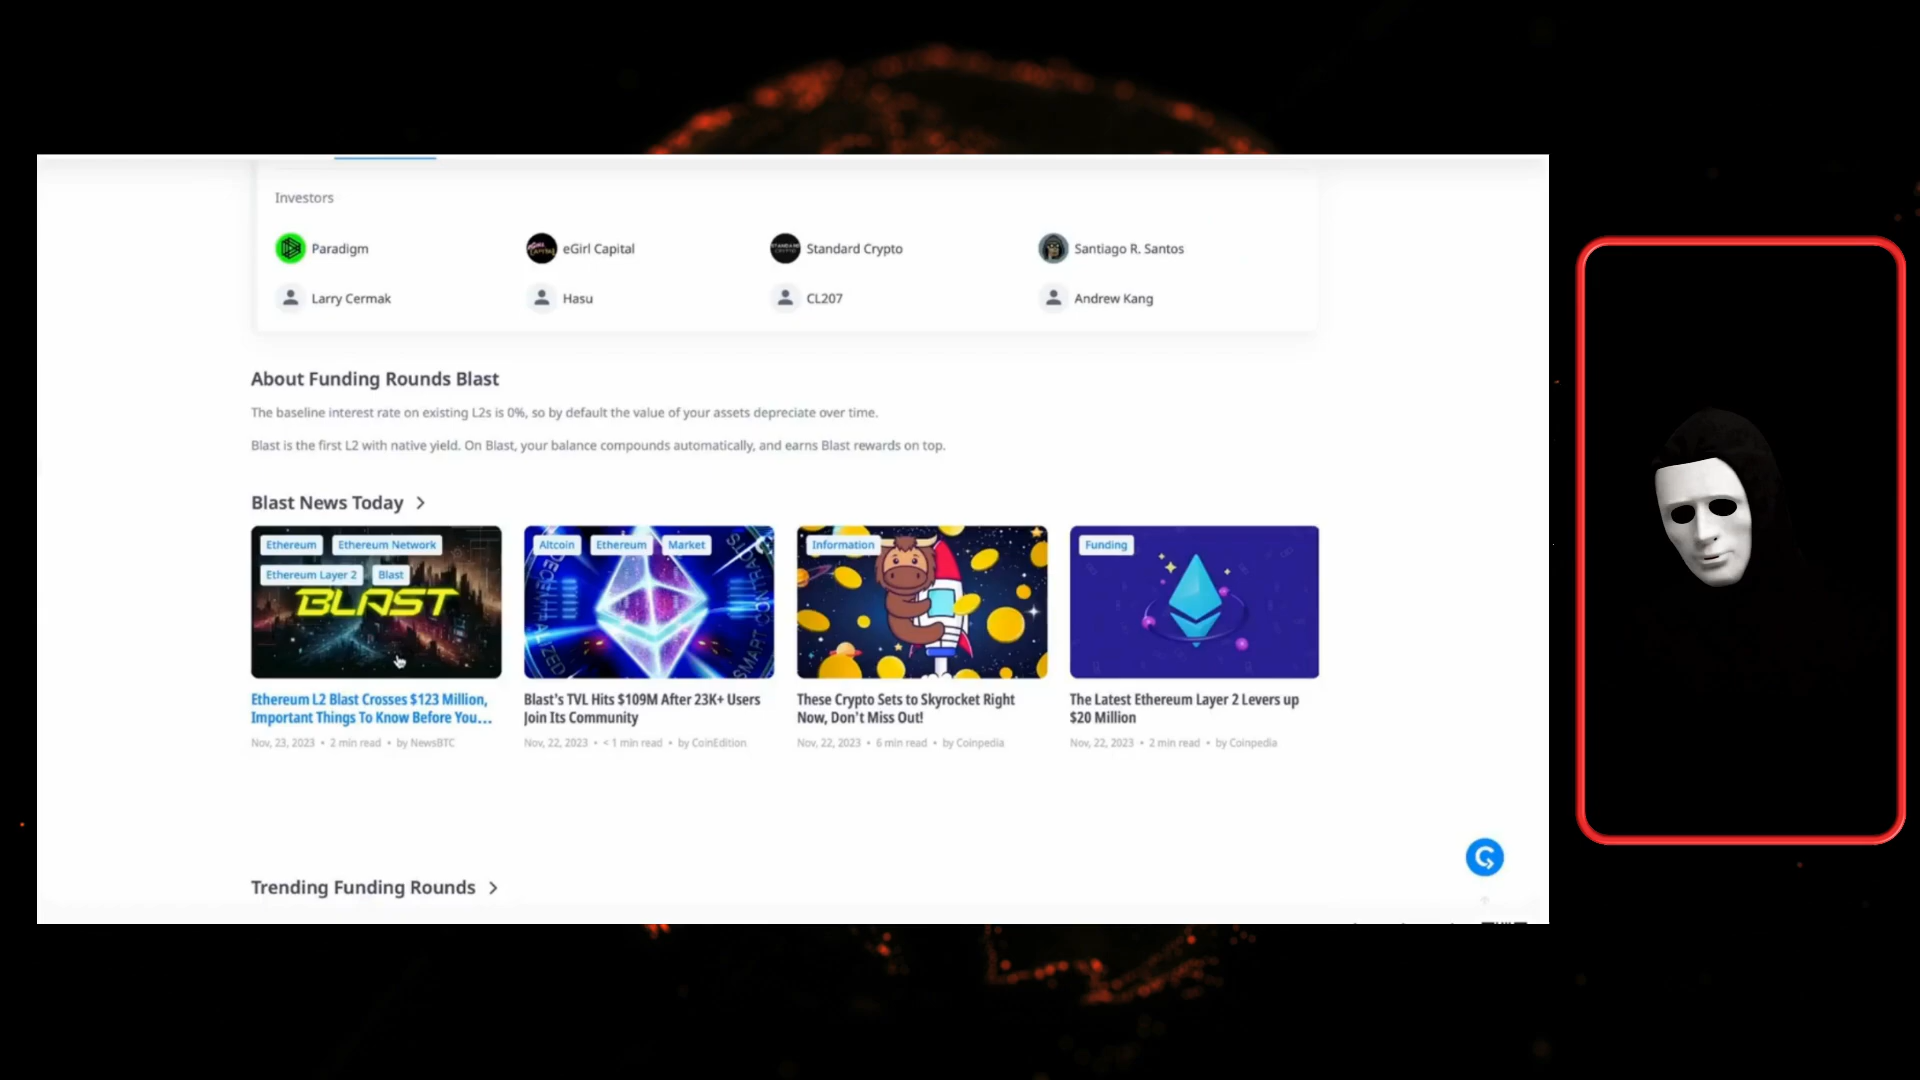 Investors
Paradigm
eGirl Capital
Standard Crypto
Santiago R. Santos
Larry Cermak
Hasu
CL207
Andrew Kang
About Funding Rounds Blast
The baseline interest rate on existing L2s is 0%, so by default the value of your assets depreciate over time.
Blast is the first L2 with native yield. On Blast, your balance compounds automatically, and earns Blast rewards on top.
Blast News Today
Ethereum
Ethereum Network
Ethereum Layer 2
Blast
BLAST
Ethereum L2 Blast Crosses $123 Million,
Important Things To Know Before You...
Nov, 23, 2023 • 2 min read • by NewsBTC
Altcoin
Ethereum
Market
DECENTRALIZED
SMART CONTRACTS
Blast's TVL Hits $109M After 23K+ Users
Join Its Community
Nov, 22, 2023 • < 1 min read • by CoinEdition
Information
These Crypto Sets to Skyrocket Right
Now, Don't Miss Out!
Nov, 22, 2023 • 6 min read • by Coinpedia
Funding
The Latest Ethereum Layer 2 Levers up
$20 Million
Nov, 22, 2023 • 2 min read • by Coinpedia
Trending Funding Rounds